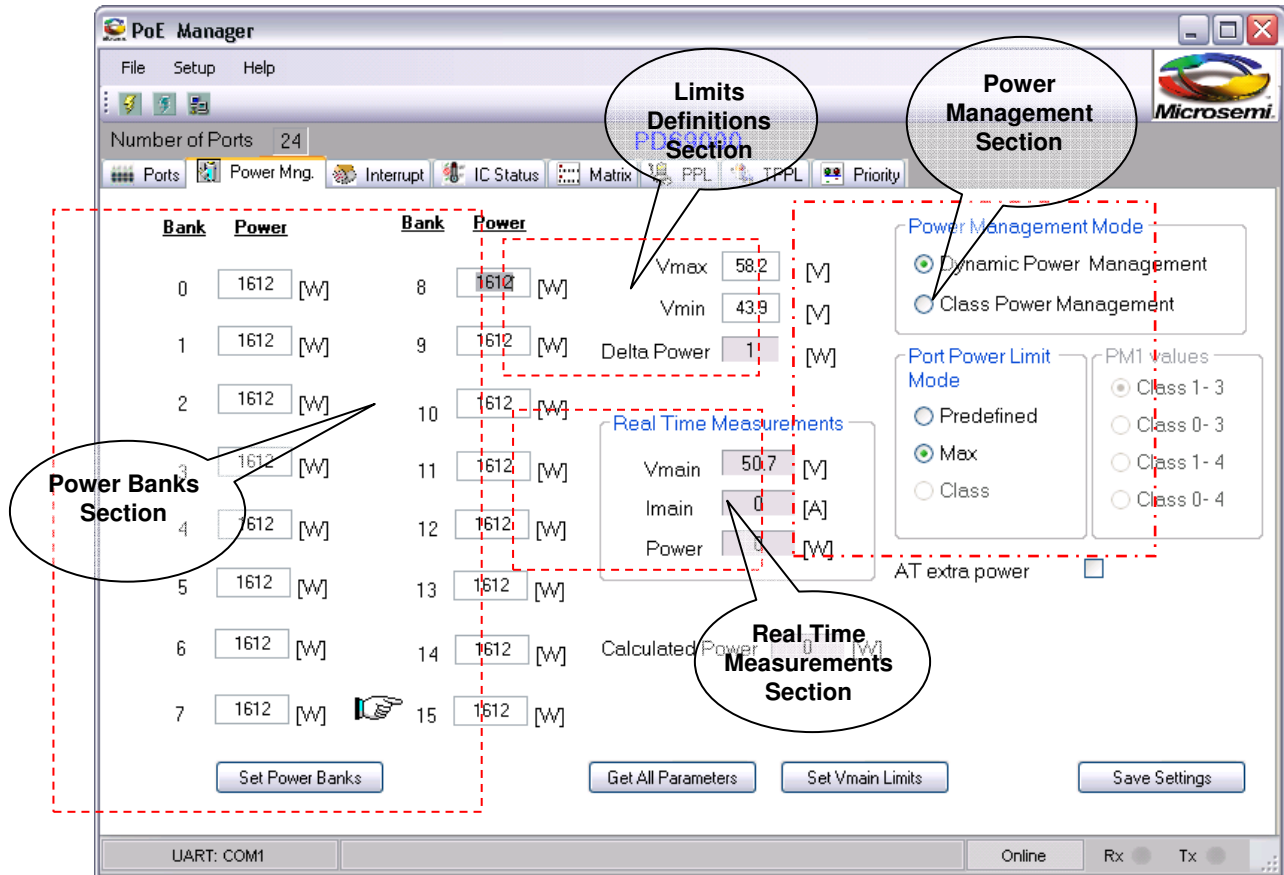 PoE Manager
File Setup Help
Microsemi.
Number of Ports 24
PD69000
Ports Power Mng. Interrupt IC Status Matrix PPL TPPL Priority
Limits
Definitions
Section
Power
Management
Section
Bank Power Bank Power
0 1612 [W] 8 1612 [W]
1 1612 [W] 9 1612 [W]
2 1612 [W] 10 1612 [W]
3 1612 [W] 11 1612 [W]
4 1612 [W] 12 1612 [W]
5 1612 [W] 13 1612 [W]
6 1612 [W] 14 1612 [W]
7 1612 [W] 15 1612 [W]
Power Banks
Section
Set Power Banks
Vmax 58.2 [V]
Vmin 43.9 [V]
Delta Power 1 [W]
Real Time Measurements
Vmain 50.7 [V]
Imain 0 [A]
Power 0 [W]
Calculated Power 0 [W]
Real Time
Measurements
Section
Power Management Mode
Dynamic Power Management
Class Power Management
Port Power Limit
Mode
Predefined
Max
Class
PM1 values
Class 1- 3
Class 0- 3
Class 1- 4
Class 0- 4
AT extra power
Get All Parameters Set Vmain Limits Save Settings
UART: COM1 Online Rx Tx